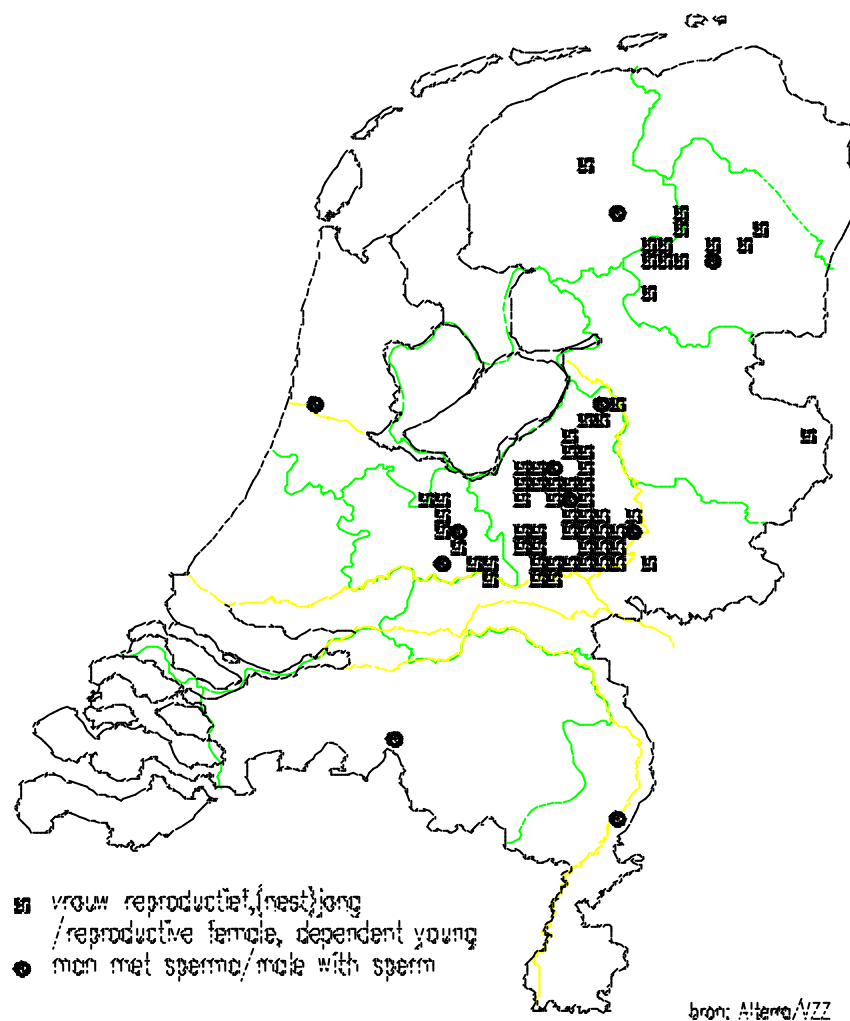 vrouw reproductief,(nest)jong
/reproductive female, dependent young
man met sperma/male with sperm
bron: Alterra/VZZ